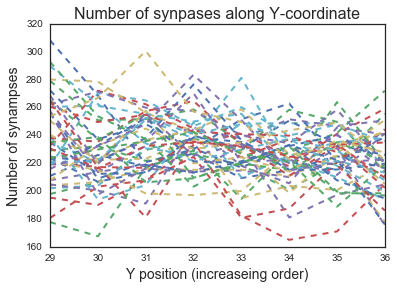 Number of synpases along Y-coordinate
Number of synampses
320
300
280
260
240
220
200
180
160
29 30 31 32 33 34 35 36
Y position (increaseing order)